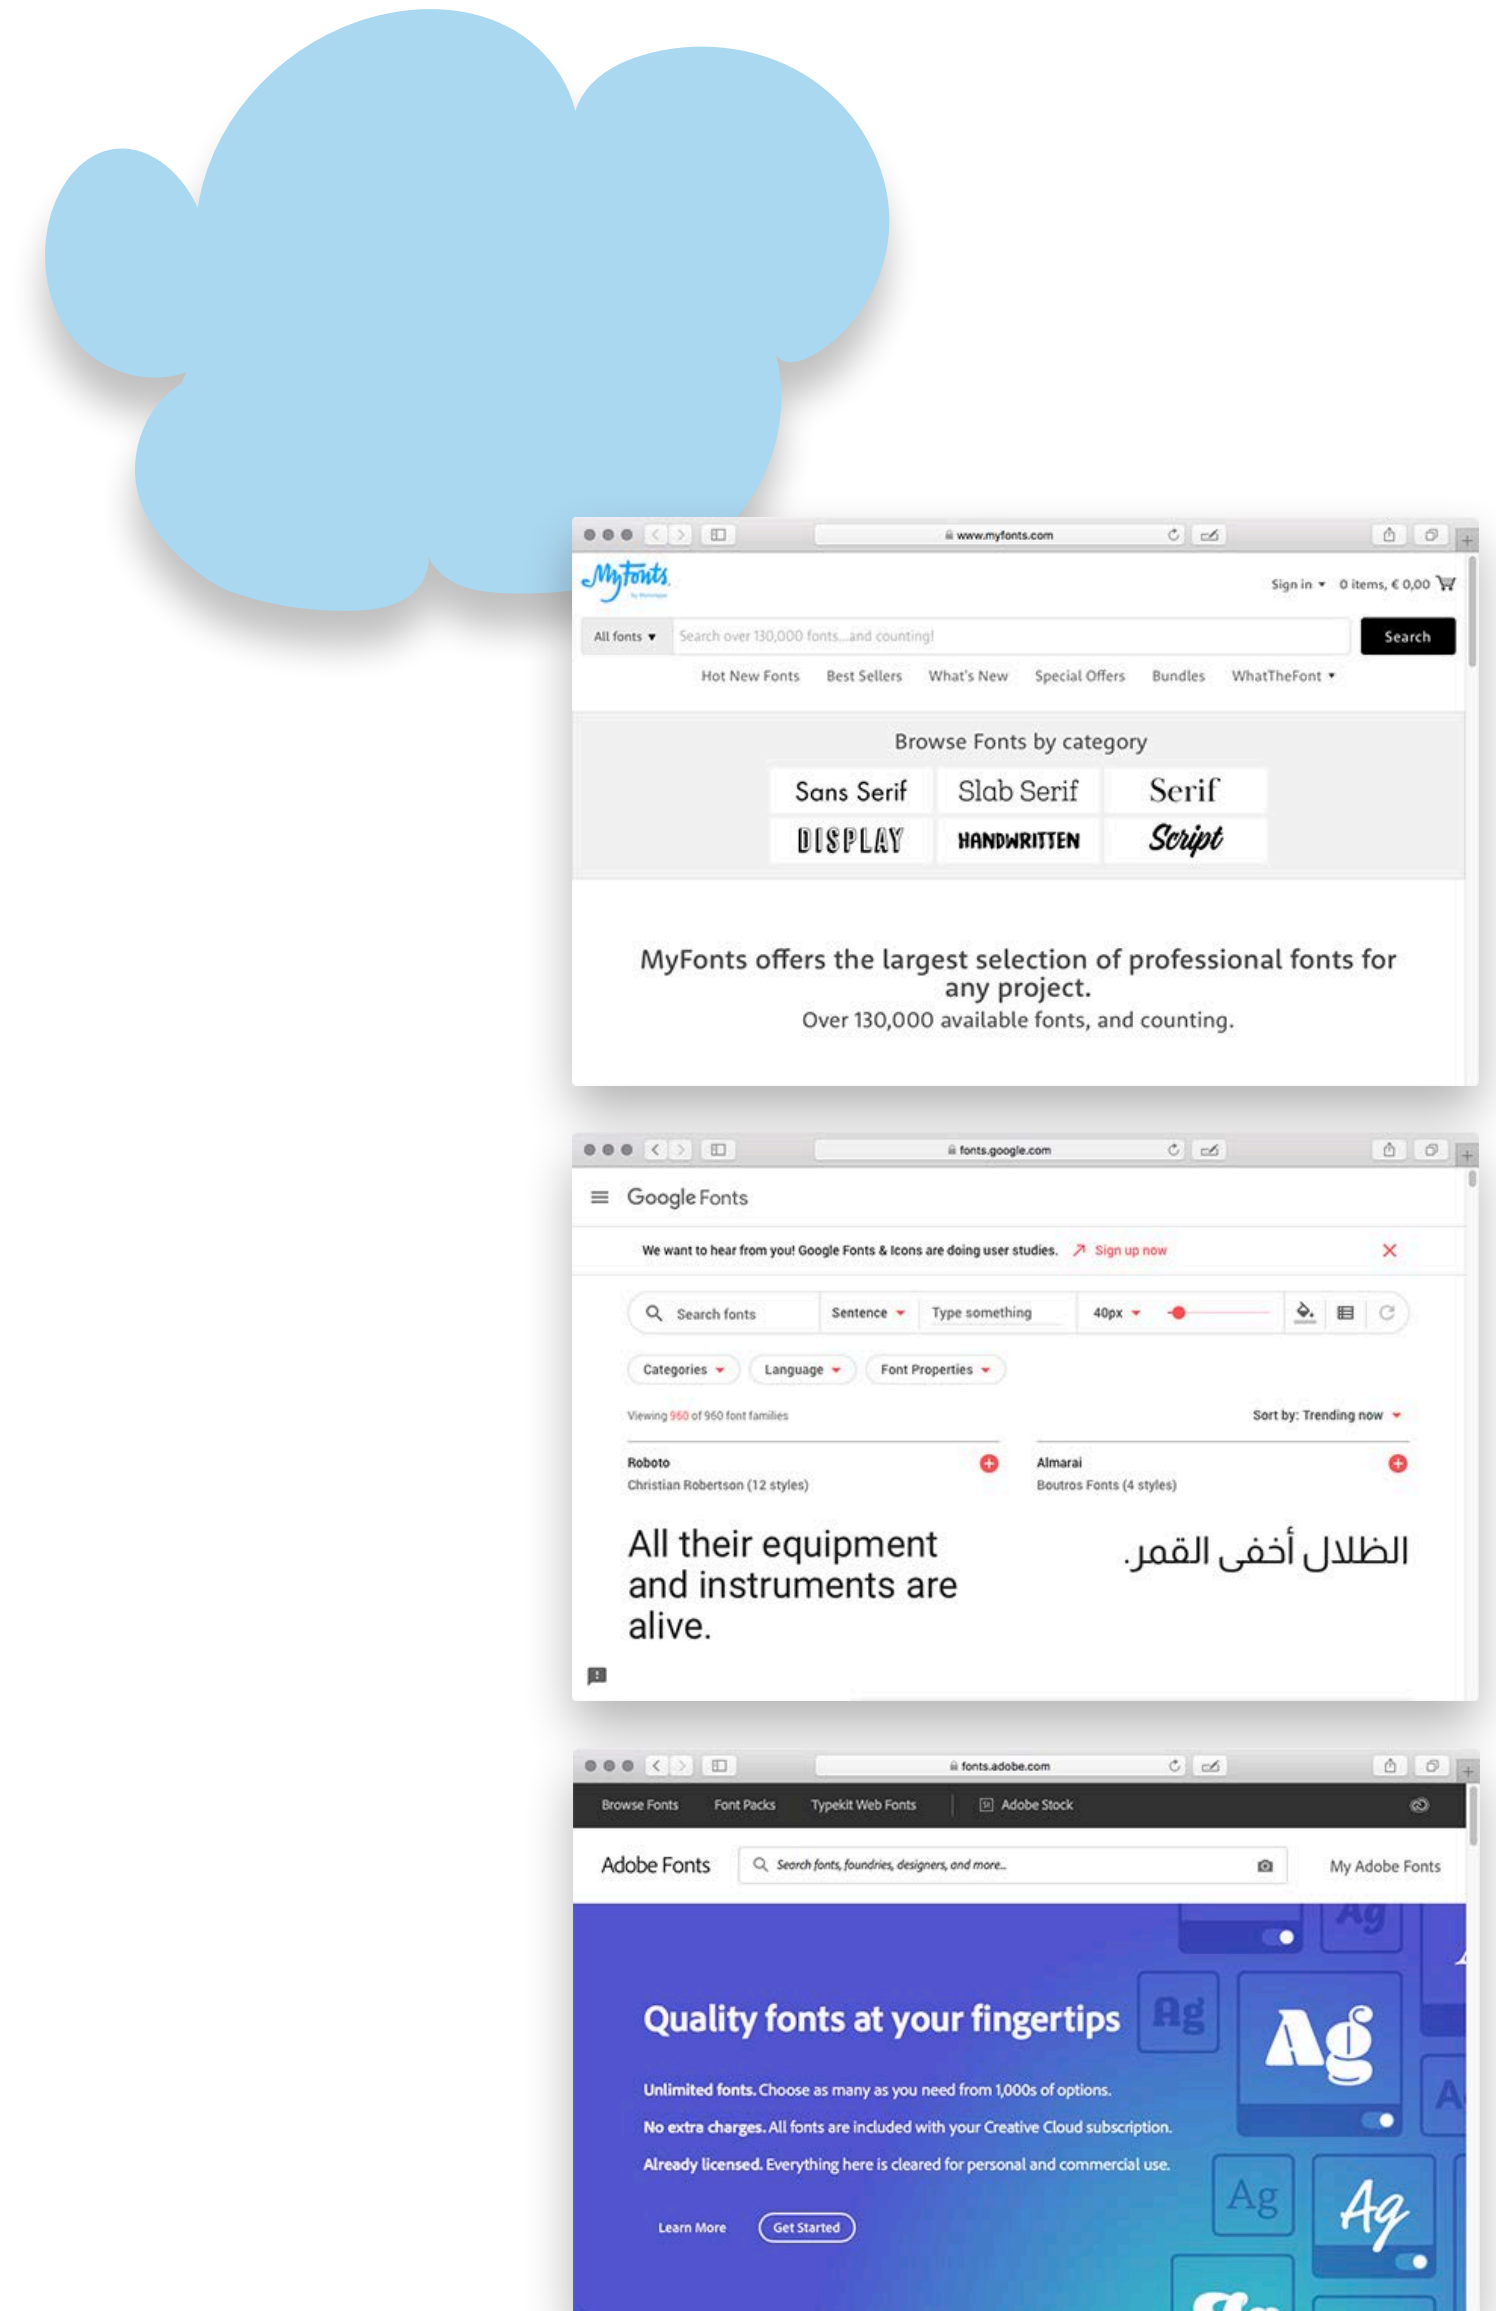 www.myfonts.com
MyFonts.
by Monotype
Sign in ▾ 0 items, € 0,00
All fonts ▾ Search over 130,000 fonts...and counting! Search
Hot New Fonts Best Sellers What's New Special Offers Bundles WhatTheFont ▾
Browse Fonts by category
Sans Serif Slab Serif Serif
DISPLAY HANDWRITTEN Script
MyFonts offers the largest selection of professional fonts for
any project.
Over 130,000 available fonts, and counting.
fonts.google.com
Google Fonts
We want to hear from you! Google Fonts & Icons are doing user studies. Sign up now
Search fonts Sentence Type something 40px
Categories Language Font Properties
Viewing 960 of 960 font families Sort by: Trending now
Roboto
Christian Robertson (12 styles)
All their equipment
and instruments are
alive.
Almarai
Boutros Fonts (4 styles)
الظلال أخفى القمر.
fonts.adobe.com
Browse Fonts Font Packs Typekit Web Fonts St Adobe Stock
Adobe Fonts Search fonts, foundries, designers, and more... My Adobe Fonts
Quality fonts at your fingertips
Unlimited fonts. Choose as many as you need from 1,000s of options.
No extra charges. All fonts are included with your Creative Cloud subscription.
Already licensed. Everything here is cleared for personal and commercial use.
Learn More Get Started
Ag
Ag
Ag
Ag
Ag